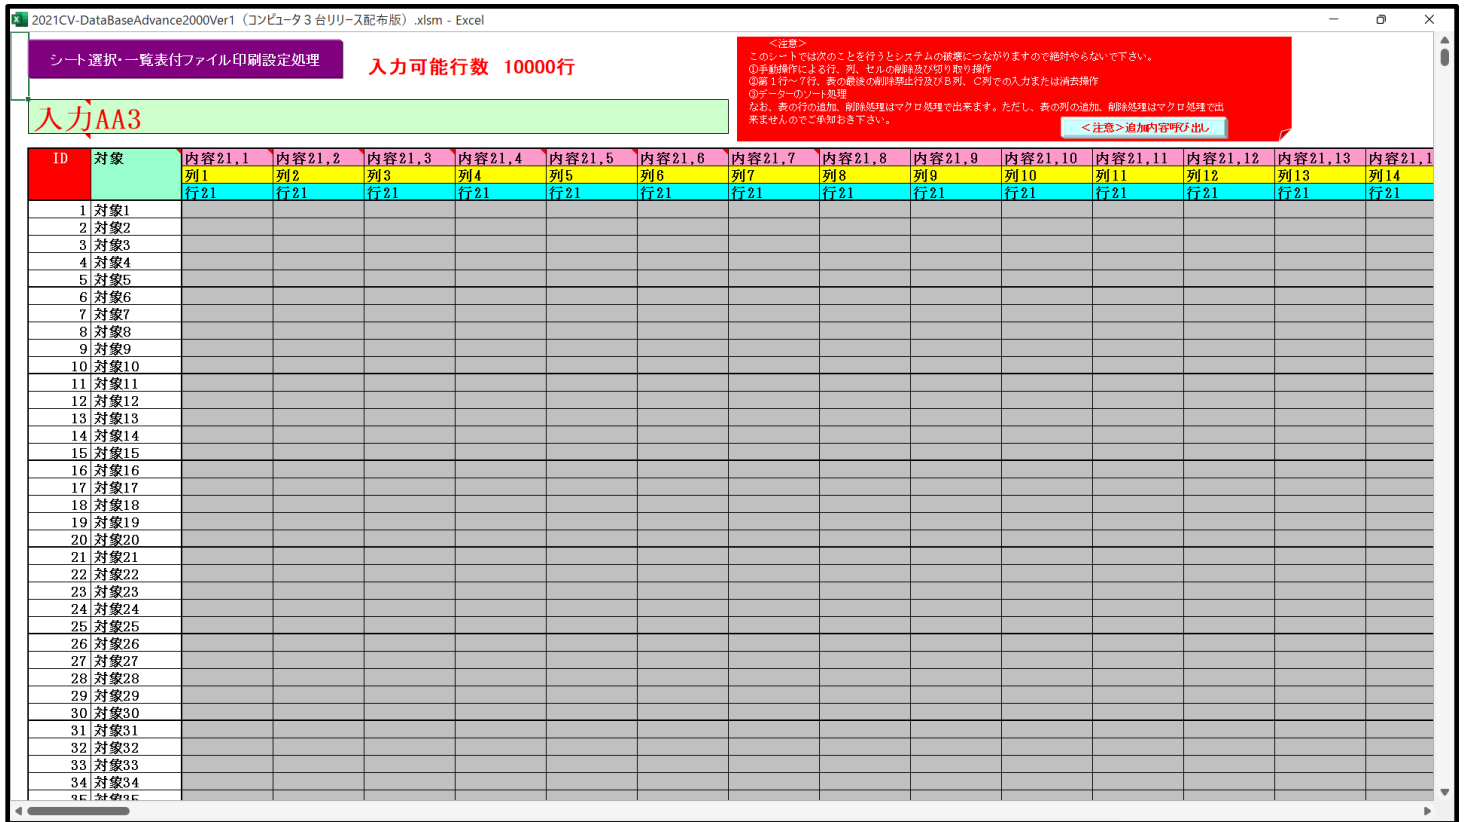 2021CV-DataBaseAdvance2000Ver1（コンピュータ３台リリース配布版）.xlsm - Excel
シート選択・一覧表付ファイル印刷設定処理
入力可能行数 10000行
＜注意＞
このシートでは次のことを行うとシステムの破壊につながりますので絶対やらないで下さい。
①手動操作による行、列、セルの削除及び切り取り操作
②第１行～７行、表の最後の削除禁止行及びＢ列、Ｃ列での入力または消去操作
③データーのソート処理
なお、表の行の追加、削除処理はマクロ処理で出来ます。ただし、表の列の追加、削除処理はマクロ処理で出
来ませんのでご承知おき下さい。
＜注意＞追加内容呼び出し
入力AA3
ID 対象 内容21,1 内容21,2 内容21,3 内容21,4 内容21,5 内容21,6 内容21,7 内容21,8 内容21,9 内容21,10 内容21,11 内容21,12 内容21,13 内容21,1
列1 列2 列3 列4 列5 列6 列7 列8 列9 列10 列11 列12 列13 列14
行21 行21 行21 行21 行21 行21 行21 行21 行21 行21 行21 行21 行21 行21
1 対象1
2 対象2
3 対象3
4 対象4
5 対象5
6 対象6
7 対象7
8 対象8
9 対象9
10 対象10
11 対象11
12 対象12
13 対象13
14 対象14
15 対象15
16 対象16
17 対象17
18 対象18
19 対象19
20 対象20
21 対象21
22 対象22
23 対象23
24 対象24
25 対象25
26 対象26
27 対象27
28 対象28
29 対象29
30 対象30
31 対象31
32 対象32
33 対象33
34 対象34
35 対象35